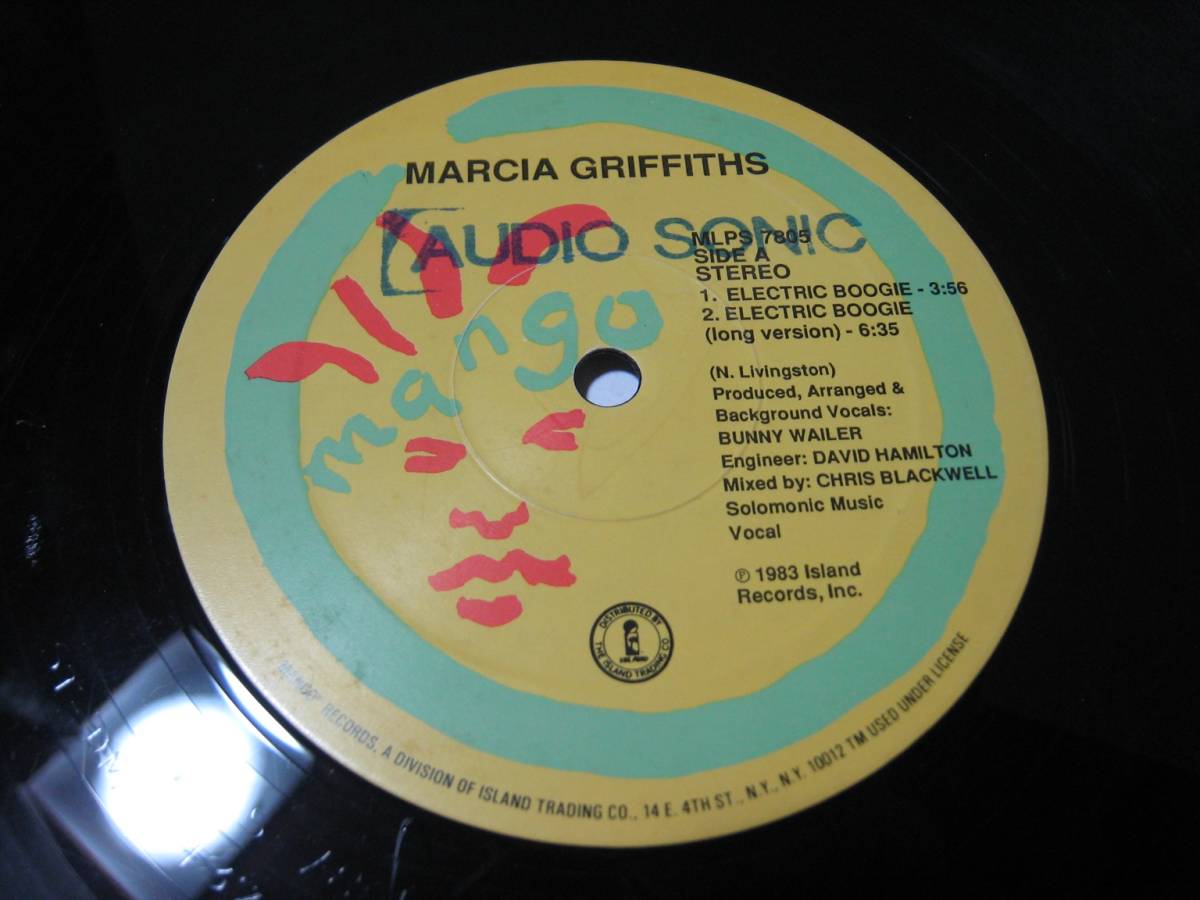 MARCIA GRIFFITHS
AUDIO SONIC
mango
MLPS 7805
SIDE A
STEREO
1. ELECTRIC BOOGIE - 3:56
2. ELECTRIC BOOGIE
(long version) - 6:35
(N. Livingston)
Produced, Arranged &
Background Vocals:
BUNNY WAILER
Engineer: DAVID HAMILTON
Mixed by: CHRIS BLACKWELL
Solomonic Music
Vocal
℗ 1983 Island
Records, Inc.
DISTRIBUTED BY
THE ISLAND TRADING CO
ISLAND
RECORDS, A DIVISION OF ISLAND TRADING CO., 14 E. 4TH ST., N.Y., N.Y. 10012 TM USED UNDER LICENSE